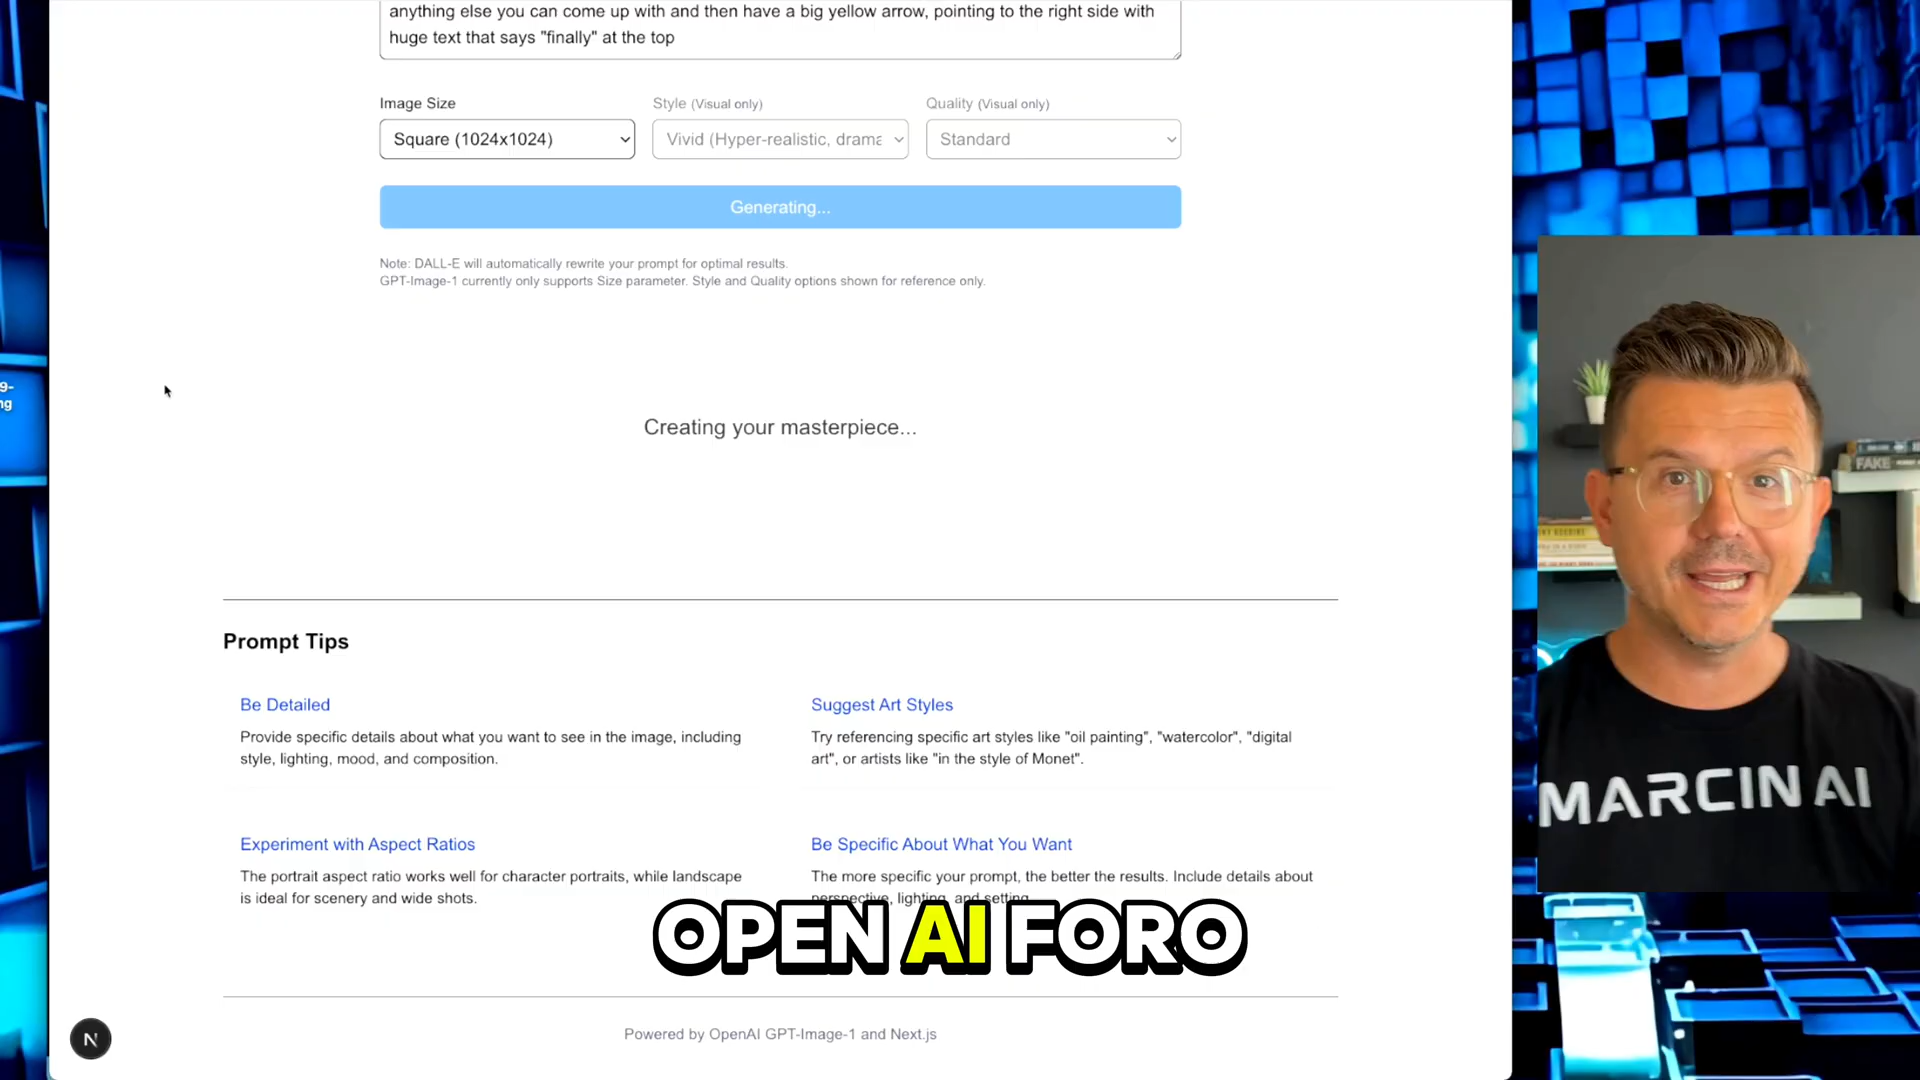 anything else you can come up with and then have a big yellow arrow, pointing to the right side with
huge text that says "finally" at the top
Image Size
Style (Visual only)
Quality (Visual only)
Square (1024x1024)
Vivid (Hyper-realistic, drama
Standard
Generating...
Note: DALL-E will automatically rewrite your prompt for optimal results.
GPT-Image-1 currently only supports Size parameter. Style and Quality options shown for reference only.
9-
ng
Creating your masterpiece...
FAKE
Prompt Tips
Be Detailed
Provide specific details about what you want to see in the image, including
style, lighting, mood, and composition.
Suggest Art Styles
Try referencing specific art styles like "oil painting", "watercolor", "digital
art", or artists like "in the style of Monet".
MARCIN AI
Experiment with Aspect Ratios
The portrait aspect ratio works well for character portraits, while landscape
is ideal for scenery and wide shots.
Be Specific About What You Want
The more specific your prompt, the better the results. Include details about
perspective, lighting, and setting.
OPEN AI FORO
N
Powered by OpenAI GPT-Image-1 and Next.js